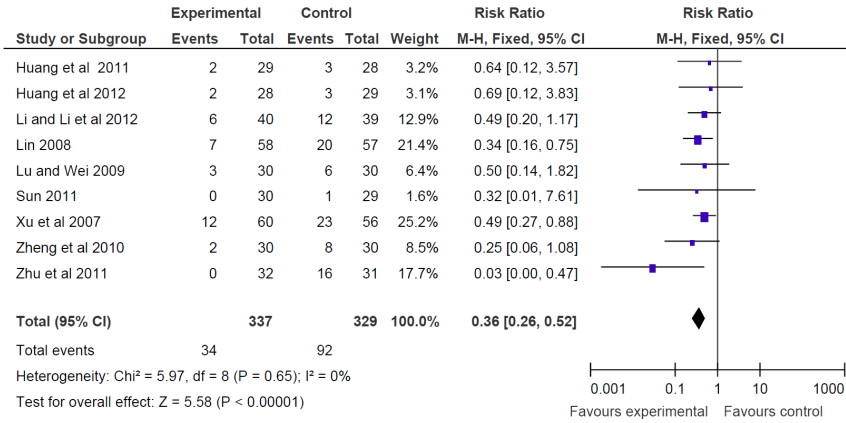 Experimental Control Risk Ratio Risk Ratio
Study or Subgroup Events Total Events Total Weight M-H, Fixed, 95% CI M-H, Fixed, 95% CI
Huang et al 2011 2 29 3 28 3.2% 0.64 [0.12, 3.57]
Huang et al 2012 2 28 3 29 3.1% 0.69 [0.12, 3.83]
Li and Li et al 2012 6 40 12 39 12.9% 0.49 [0.20, 1.17]
Lin 2008 7 58 20 57 21.4% 0.34 [0.16, 0.75]
Lu and Wei 2009 3 30 6 30 6.4% 0.50 [0.14, 1.82]
Sun 2011 0 30 1 29 1.6% 0.32 [0.01, 7.61]
Xu et al 2007 12 60 23 56 25.2% 0.49 [0.27, 0.88]
Zheng et al 2010 2 30 8 30 8.5% 0.25 [0.06, 1.08]
Zhu et al 2011 0 32 16 31 17.7% 0.03 [0.00, 0.47]
Total (95% CI) 337 329 100.0% 0.36 [0.26, 0.52]
Total events 34 92
Heterogeneity: Chi² = 5.97, df = 8 (P = 0.65); I² = 0%
Test for overall effect: Z = 5.58 (P < 0.00001)
0.001 0.1 1 10 1000
Favours experimental Favours control